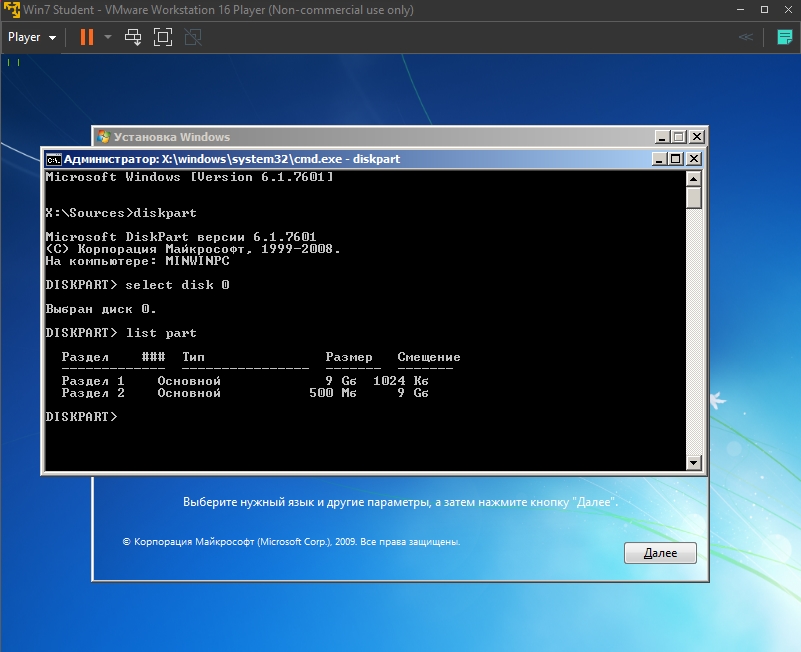 Win7 Student - VMware Workstation 16 Player (Non-commercial use only)
Player
Установка Windows
Администратор: X:\windows\system32\cmd.exe - diskpart
Microsoft Windows [Version 6.1.7601]
X:\Sources>diskpart
Microsoft DiskPart версии 6.1.7601
(C) Корпорация Майкрософт, 1999-2008.
На компьютере: MINWINPC
DISKPART> select disk 0
Выбран диск 0.
DISKPART> list part
Раздел    ###  Тип               Размер   Смещение
-------------  ----------------  -------  -------
Раздел 1    Основной             9 Gб  1024 Kб
Раздел 2    Основной           500 Mб     9 Gб
DISKPART>
Выберите нужный язык и другие параметры, а затем нажмите кнопку "Далее".
© Корпорация Майкрософт (Microsoft Corp.), 2009. Все права защищены.
Далее